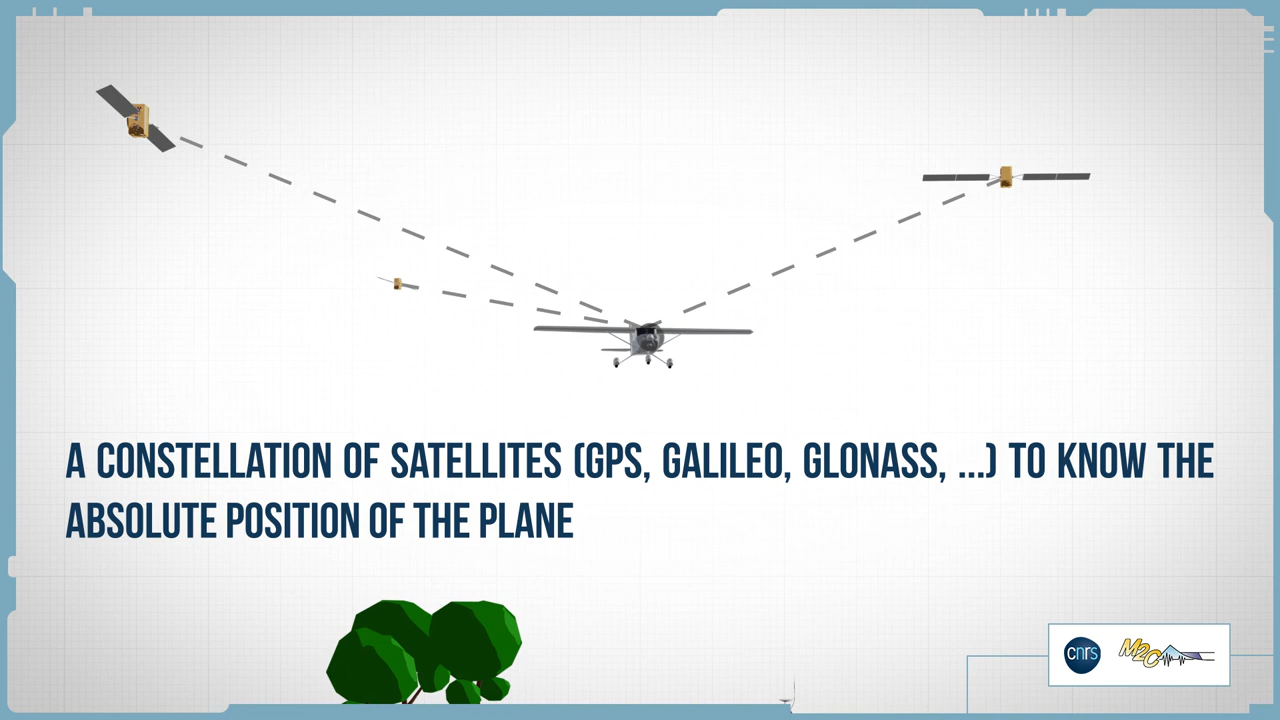 A CONSTELLATION OF SATELLITES (GPS, GALILEO, GLONASS, ...) TO KNOW THE
ABSOLUTE POSITION OF THE PLANE
cnrs
M2C